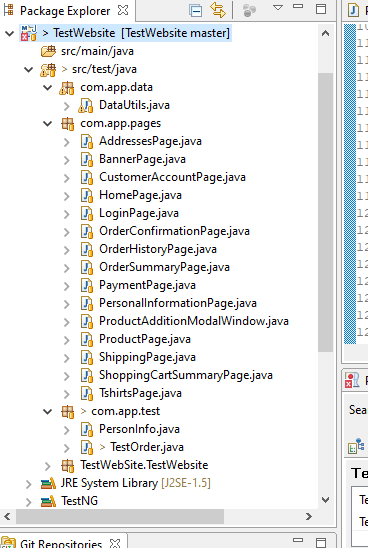 Package Explorer
> TestWebsite [TestWebsite master]
src/main/java
> src/test/java
com.app.data
DataUtils.java
com.app.pages
AddressesPage.java
BannerPage.java
CustomerAccountPage.java
HomePage.java
LoginPage.java
OrderConfirmationPage.java
OrderHistoryPage.java
OrderSummaryPage.java
PaymentPage.java
PersonalInformationPage.java
ProductAdditionModalWindow.java
ProductPage.java
ShippingPage.java
ShoppingCartSummaryPage.java
TshirtsPage.java
> com.app.test
PersonInfo.java
> TestOrder.java
TestWebSite.TestWebsite
JRE System Library [J2SE-1.5]
TestNG
Git Repositories
Sea
Te
Te
Te